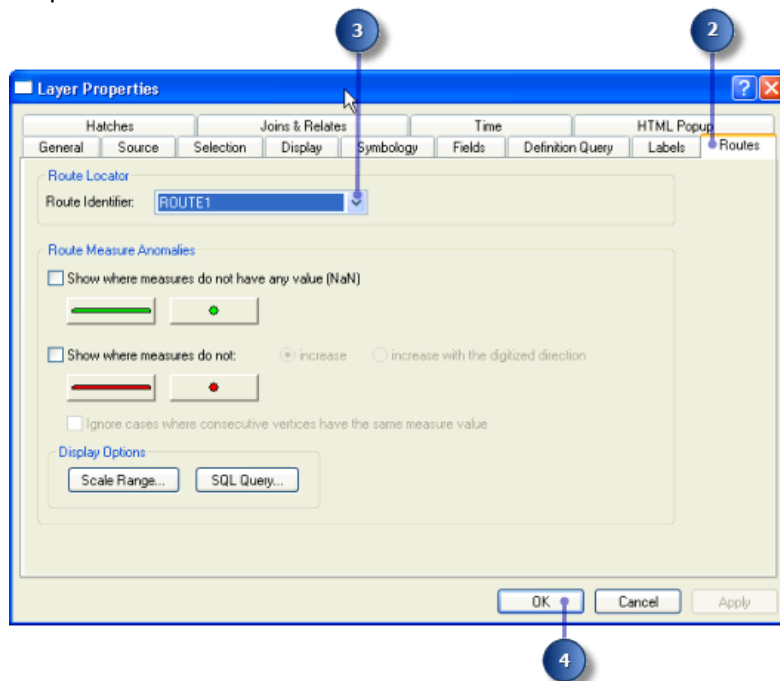 3
2
Layer Properties
Hatches Joins & Relates Time HTML Popup
General Source Selection Display Symbology Fields Definition Query Labels Routes
Route Locator
Route Identifier: ROUTE1
Route Measure Anomalies
Show where measures do not have any value (NaN)
Show where measures do not: increase increase with the digitized direction
Ignore cases where consecutive vertices have the same measure value
Display Options
Scale Range... SQL Query...
OK Cancel Apply
4